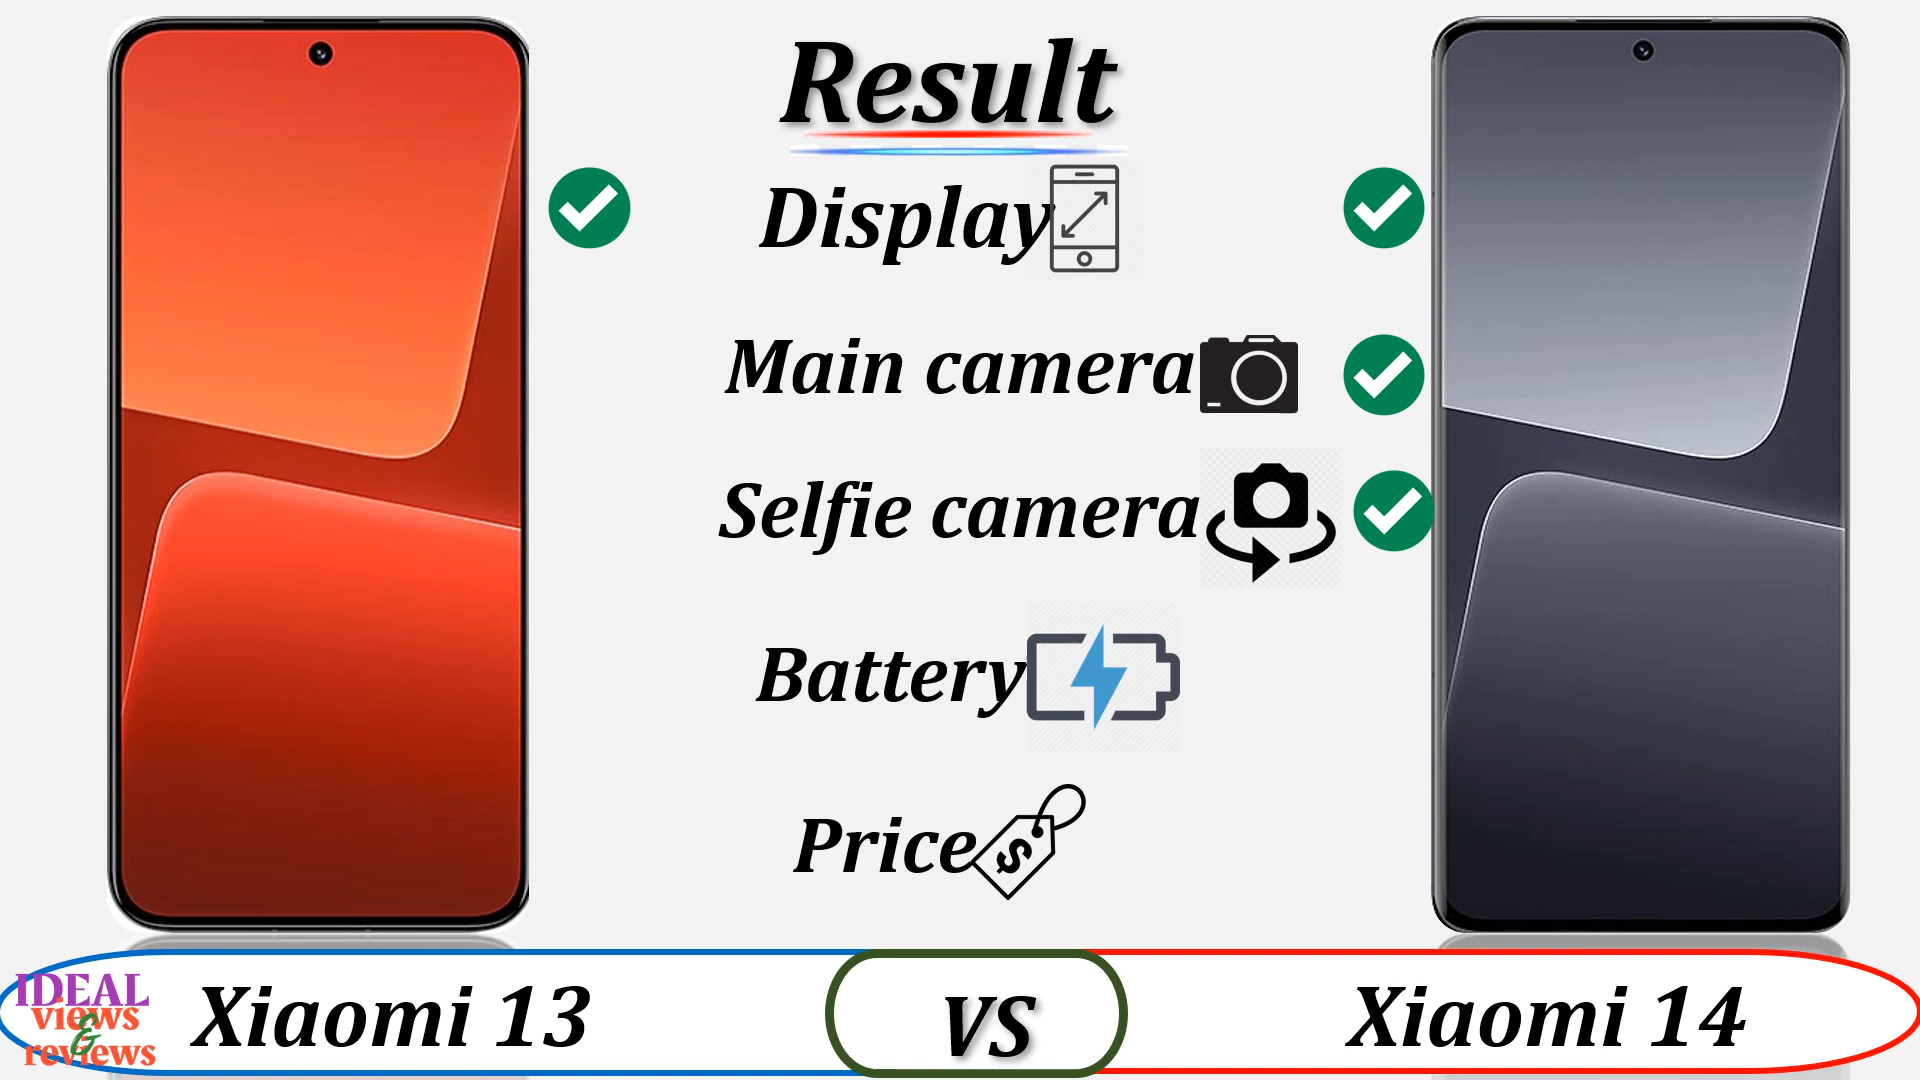 Result
Display
Main camera
Selfie camera
Battery
Price
$
IDEAL
views
&
reviews
Xiaomi 13
VS
Xiaomi 14